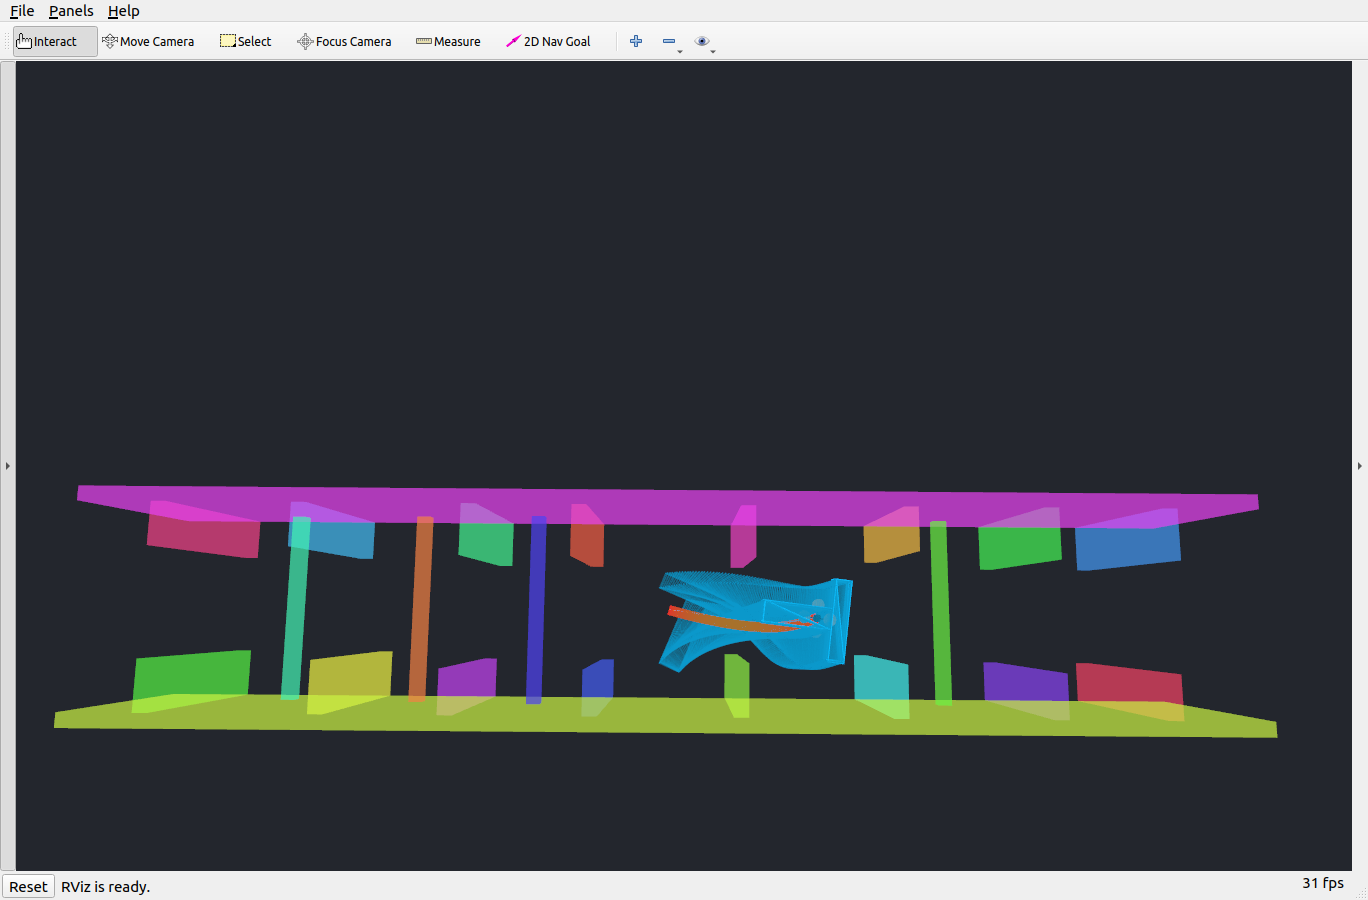 File Panels Help
Interact Move Camera Select Focus Camera Measure 2D Nav Goal
Reset RViz is ready. 31 fps